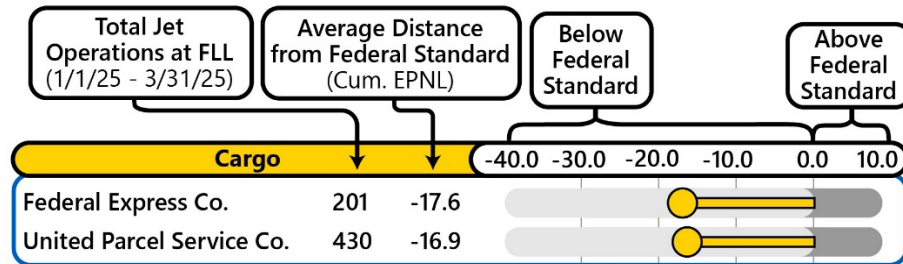 Total Jet
Operations at FLL
(1/1/25 - 3/31/25)
Average Distance
from Federal Standard
(Cum. EPNL)
Below
Federal
Standard
Above
Federal
Standard
Cargo
-40.0 -30.0 -20.0 -10.0 0.0 10.0
Federal Express Co. 201 -17.6
United Parcel Service Co. 430 -16.9